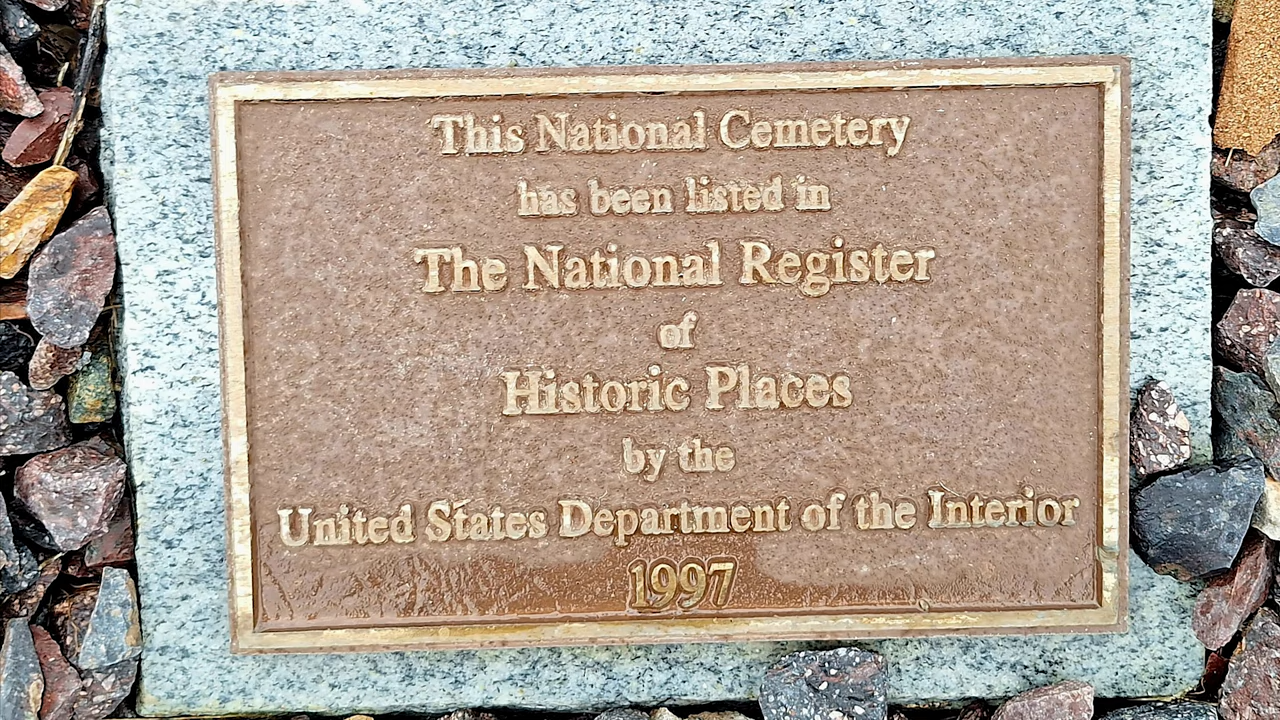 This National Cemetery
has been listed in
The National Register
of
Historic Places
by the
United States Department of the Interior
1997